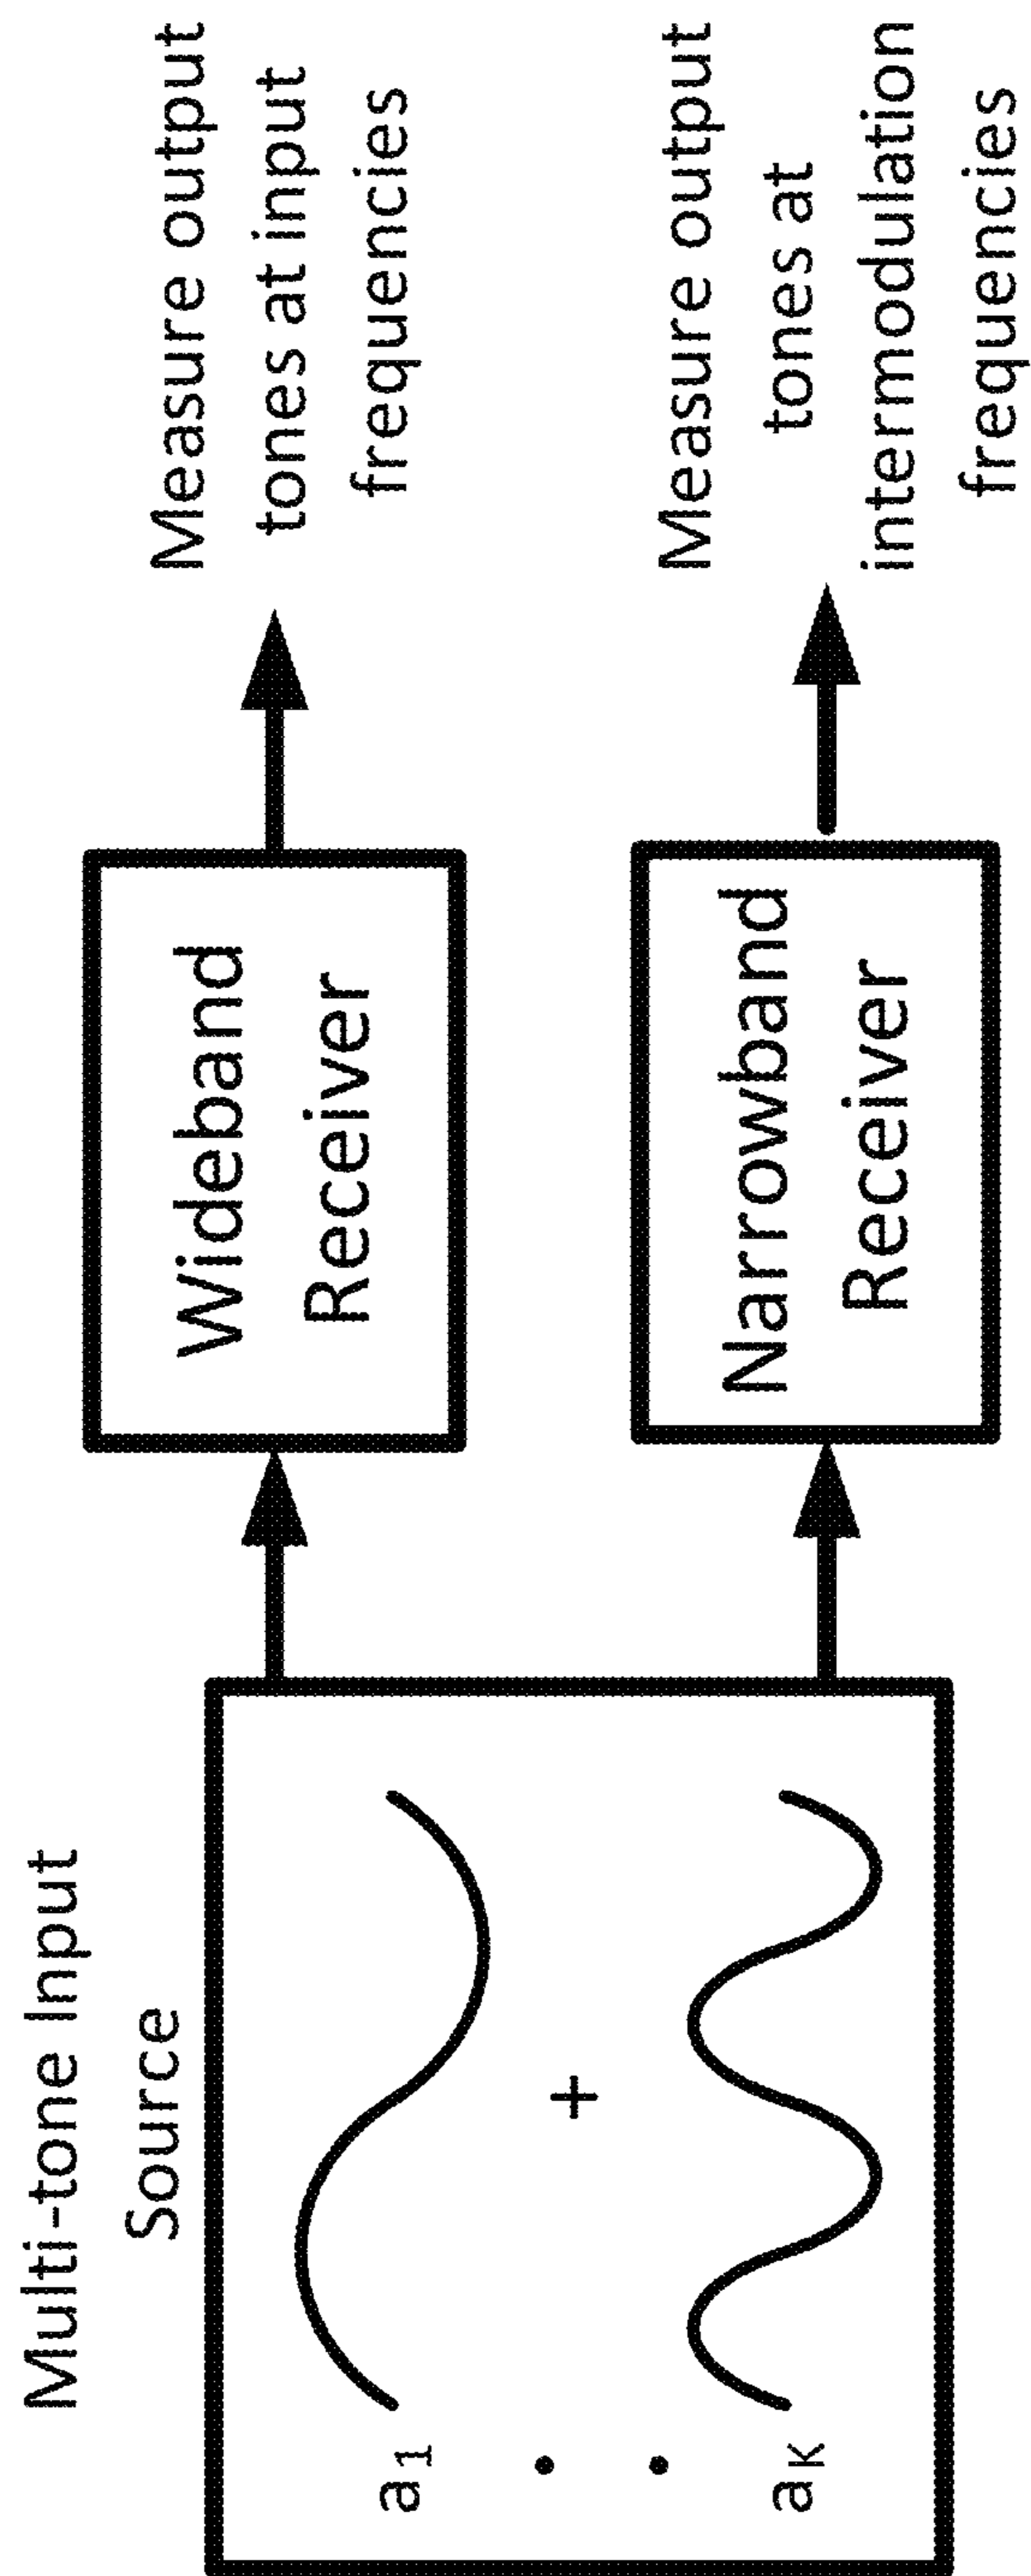 Multi-tone Input
Source
a1
+
aK
Wideband
Receiver
Narrowband
Receiver
Measure output
tones at input
frequencies
Measure output
tones at
intermodulation
frequencies